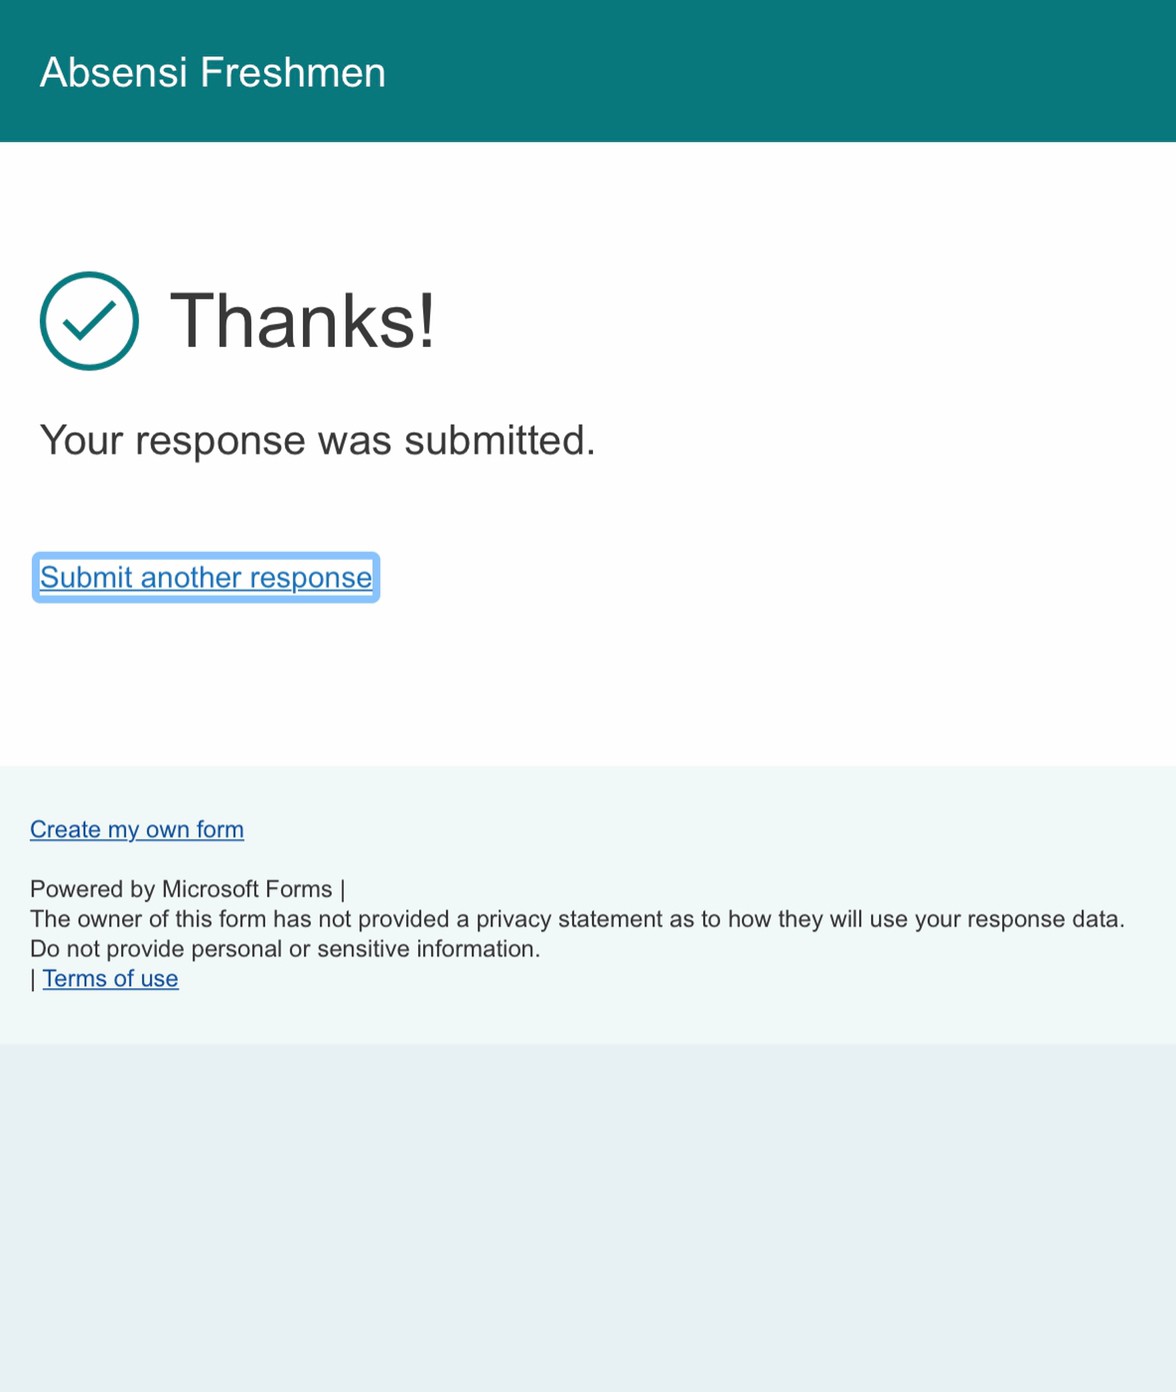 Absensi Freshmen
Thanks!
Your response was submitted.
Submit another response
Create my own form
Powered by Microsoft Forms |
The owner of this form has not provided a privacy statement as to how they will use your response data.
Do not provide personal or sensitive information.
| Terms of use